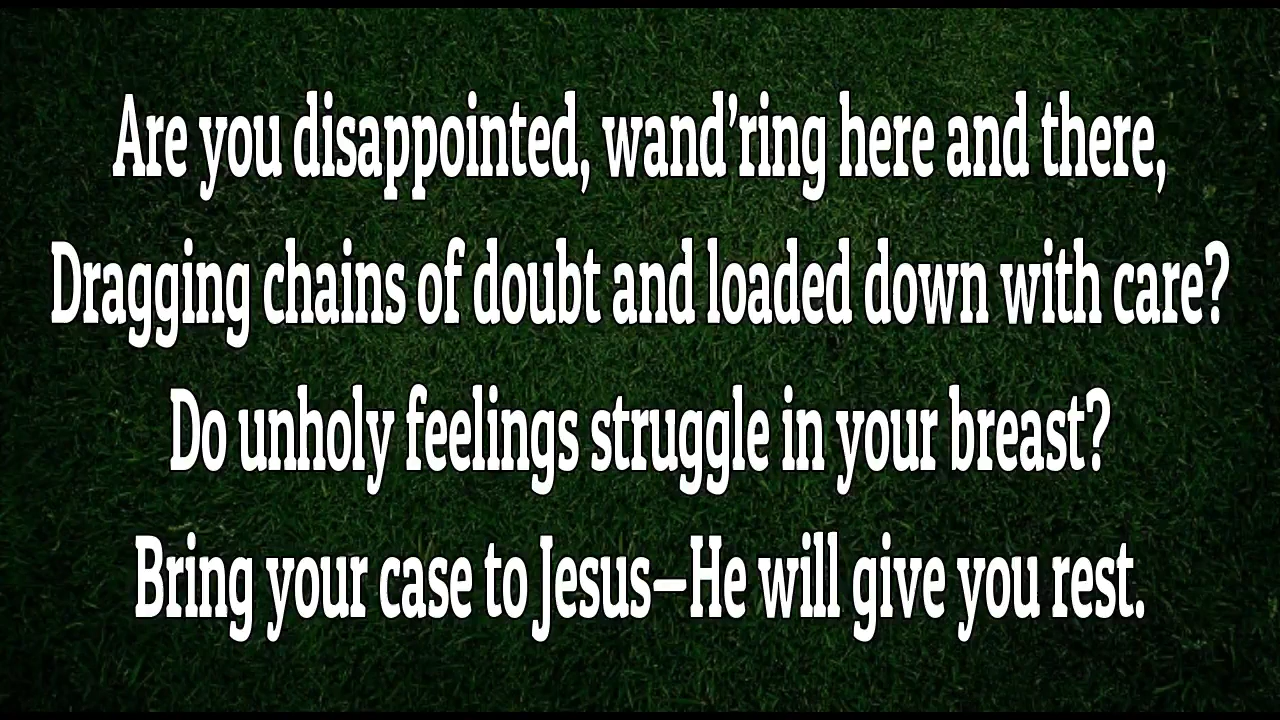 Are you disappointed, wand’ring here and there,
Dragging chains of doubt and loaded down with care?
Do unholy feelings struggle in your breast?
Bring your case to Jesus—He will give you rest.